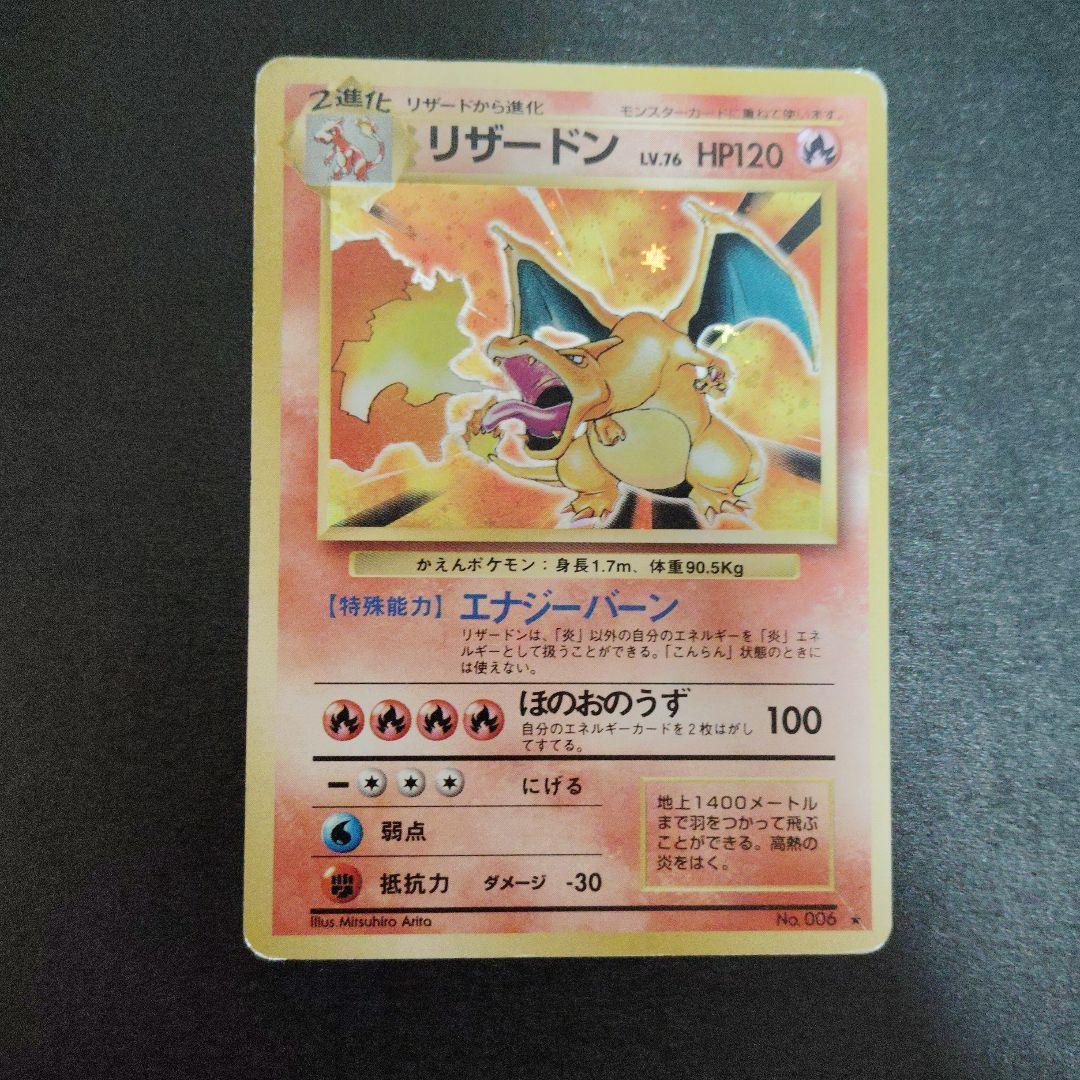 2進化 リザードから進化 モンスターカードに重ねて使います。
リザードン LV.76 HP120
かえんポケモン：身長1.7m、体重90.5Kg
【特殊能力】エナジーバーン
リザードンは、「炎」以外の自分のエネルギーを「炎」エネ
ルギーとして扱うことができる。「こんらん」状態のときに
は使えない。
ほのおのうず 100
自分のエネルギーカードを2枚はがし
てすてる。
にげる
弱点
抵抗力 ダメージ -30
地上1400メートル
まで羽をつかって飛ぶ
ことができる。高熱の
炎をはく。
Illus.Mitsuhiro Arita
No.006 ★